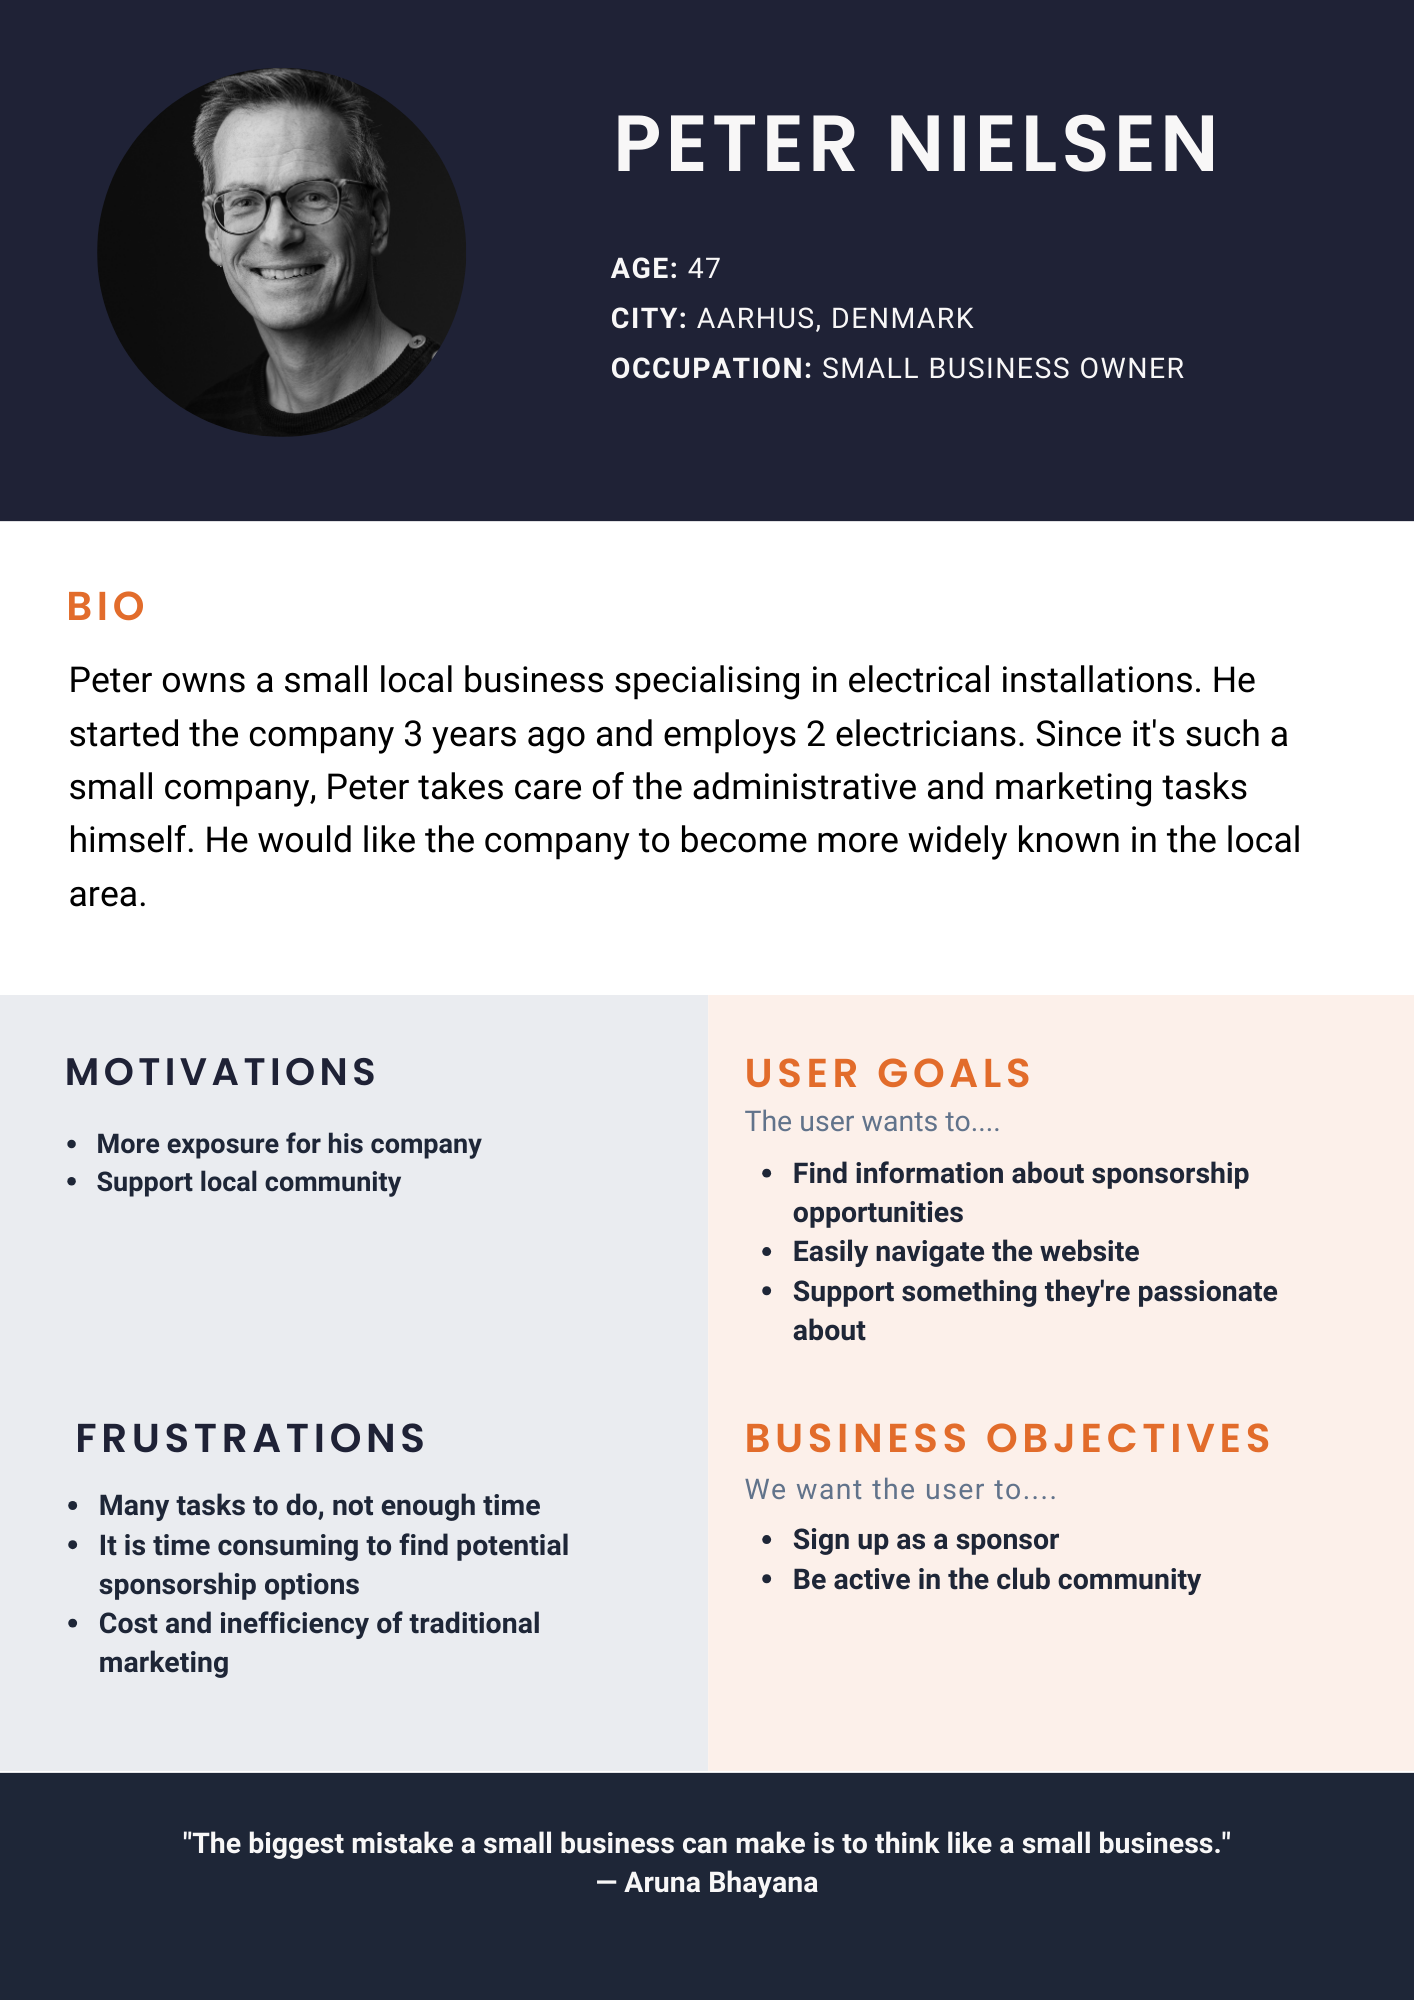 PETER NIELSEN
AGE: 47
CITY: AARHUS, DENMARK
OCCUPATION: SMALL BUSINESS OWNER
BIO
Peter owns a small local business specialising in electrical installations. He
started the company 3 years ago and employs 2 electricians. Since it's such a
small company, Peter takes care of the administrative and marketing tasks
himself. He would like the company to become more widely known in the local
area.
MOTIVATIONS
• More exposure for his company
• Support local community
FRUSTRATIONS
• Many tasks to do, not enough time
• It is time consuming to find potential
sponsorship options
• Cost and inefficiency of traditional
marketing
USER GOALS
The user wants to....
• Find information about sponsorship
opportunities
• Easily navigate the website
• Support something they're passionate
about
BUSINESS OBJECTIVES
We want the user to....
• Sign up as a sponsor
• Be active in the club community
"The biggest mistake a small business can make is to think like a small business."
— Aruna Bhayana